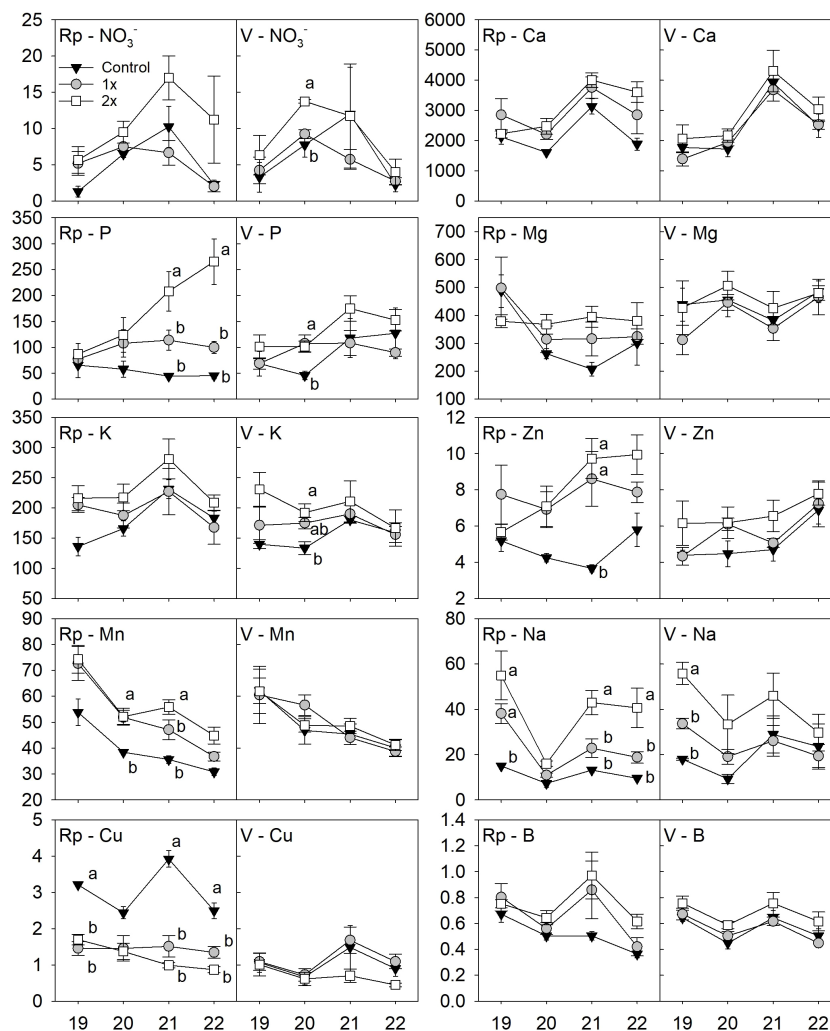 Rp - NO₃⁻
V - NO₃⁻
Rp - Ca
V - Ca
Control
1x
2x
25
20
15
10
5
0
a
b
6000
5000
4000
3000
2000
1000
0
Rp - P
V - P
Rp - Mg
V - Mg
350
300
250
200
150
100
50
0
a
a
b
b
b
b
a
b
700
600
500
400
300
200
100
Rp - K
V - K
Rp - Zn
V - Zn
350
300
250
200
150
100
50
a
ab
b
12
10
8
6
4
2
a
a
b
Rp - Mn
V - Mn
Rp - Na
V - Na
90
80
70
60
50
40
30
20
a
a
b
b
b
80
60
40
20
0
a
a
b
a
b
b
a
b
b
a
b
b
Rp - Cu
V - Cu
Rp - B
V - B
5
4
3
2
1
0
a
a
a
b
b
b
b
b
b
1.4
1.2
1.0
0.8
0.6
0.4
0.2
0.0
19 20 21 22 19 20 21 22 19 20 21 22 19 20 21 22